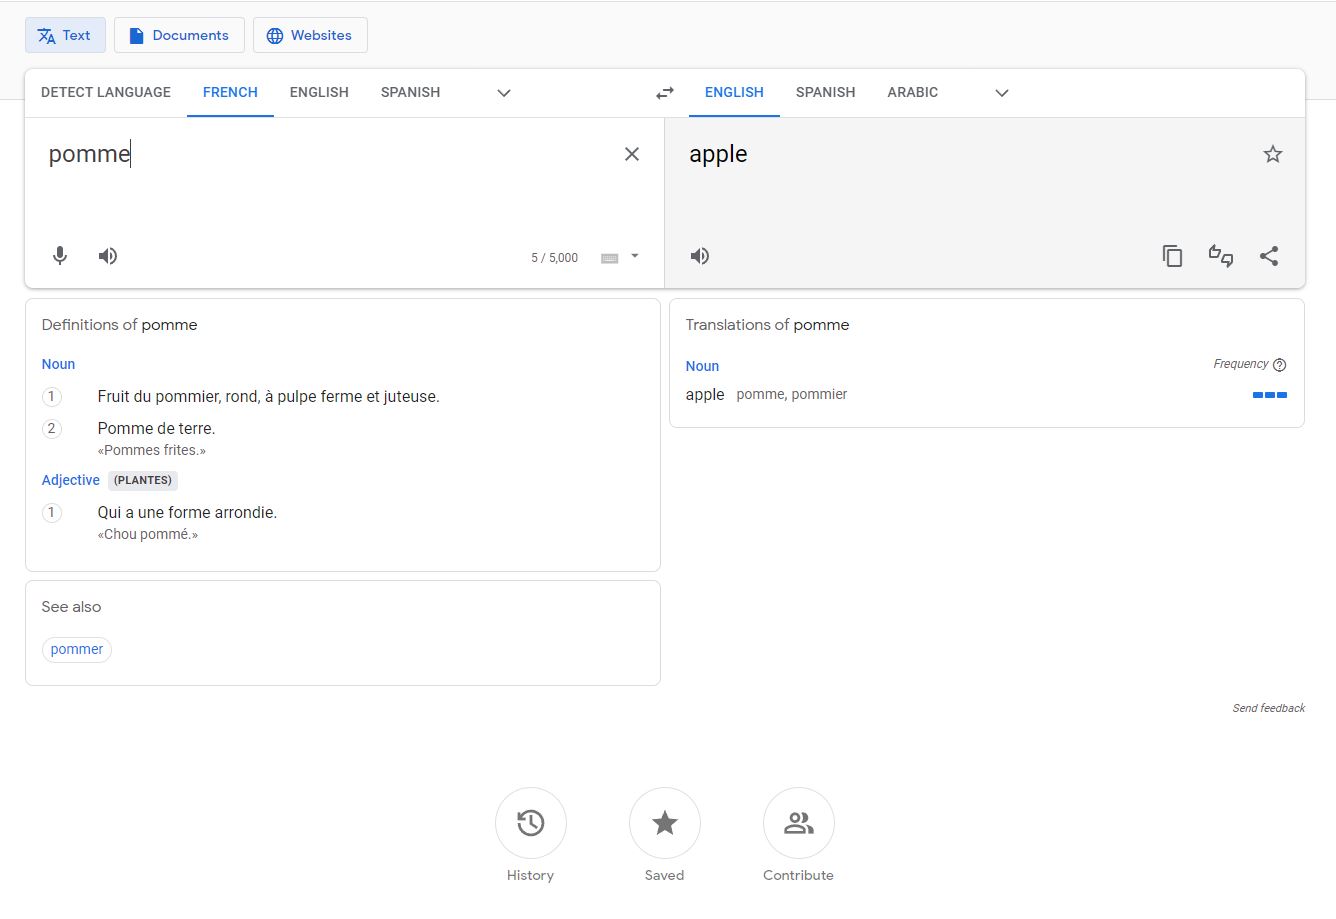 Text Documents Websites
DETECT LANGUAGE FRENCH ENGLISH SPANISH ENGLISH SPANISH ARABIC
pomme
apple
5 / 5,000
Definitions of pomme
Noun
1 Fruit du pommier, rond, à pulpe ferme et juteuse.
2 Pomme de terre.
«Pommes frites.»
Adjective (PLANTES)
1 Qui a une forme arrondie.
«Chou pommé.»
See also
pommer
Translations of pomme
Noun Frequency
apple pomme, pommier
Send feedback
History Saved Contribute